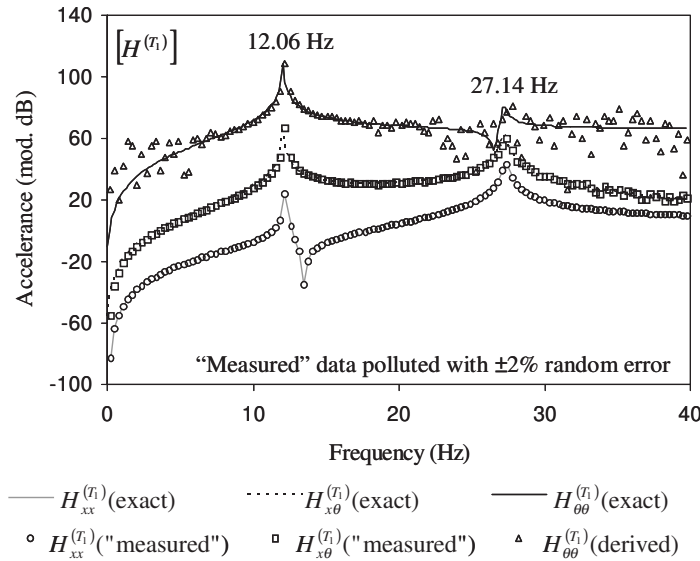 140
100
60
20
-20
-60
-100
Accelerance (mod. dB)
[H^(T₁)]
12.06 Hz
27.14 Hz
“Measured” data polluted with ±2% random error
0 10 20 30 40
Frequency (Hz)
H_xx^(T₁)(exact) H_xθ^(T₁)(exact) H_θθ^(T₁)(exact)
H_xx^(T₁)("measured") H_xθ^(T₁)("measured") H_θθ^(T₁)(derived)